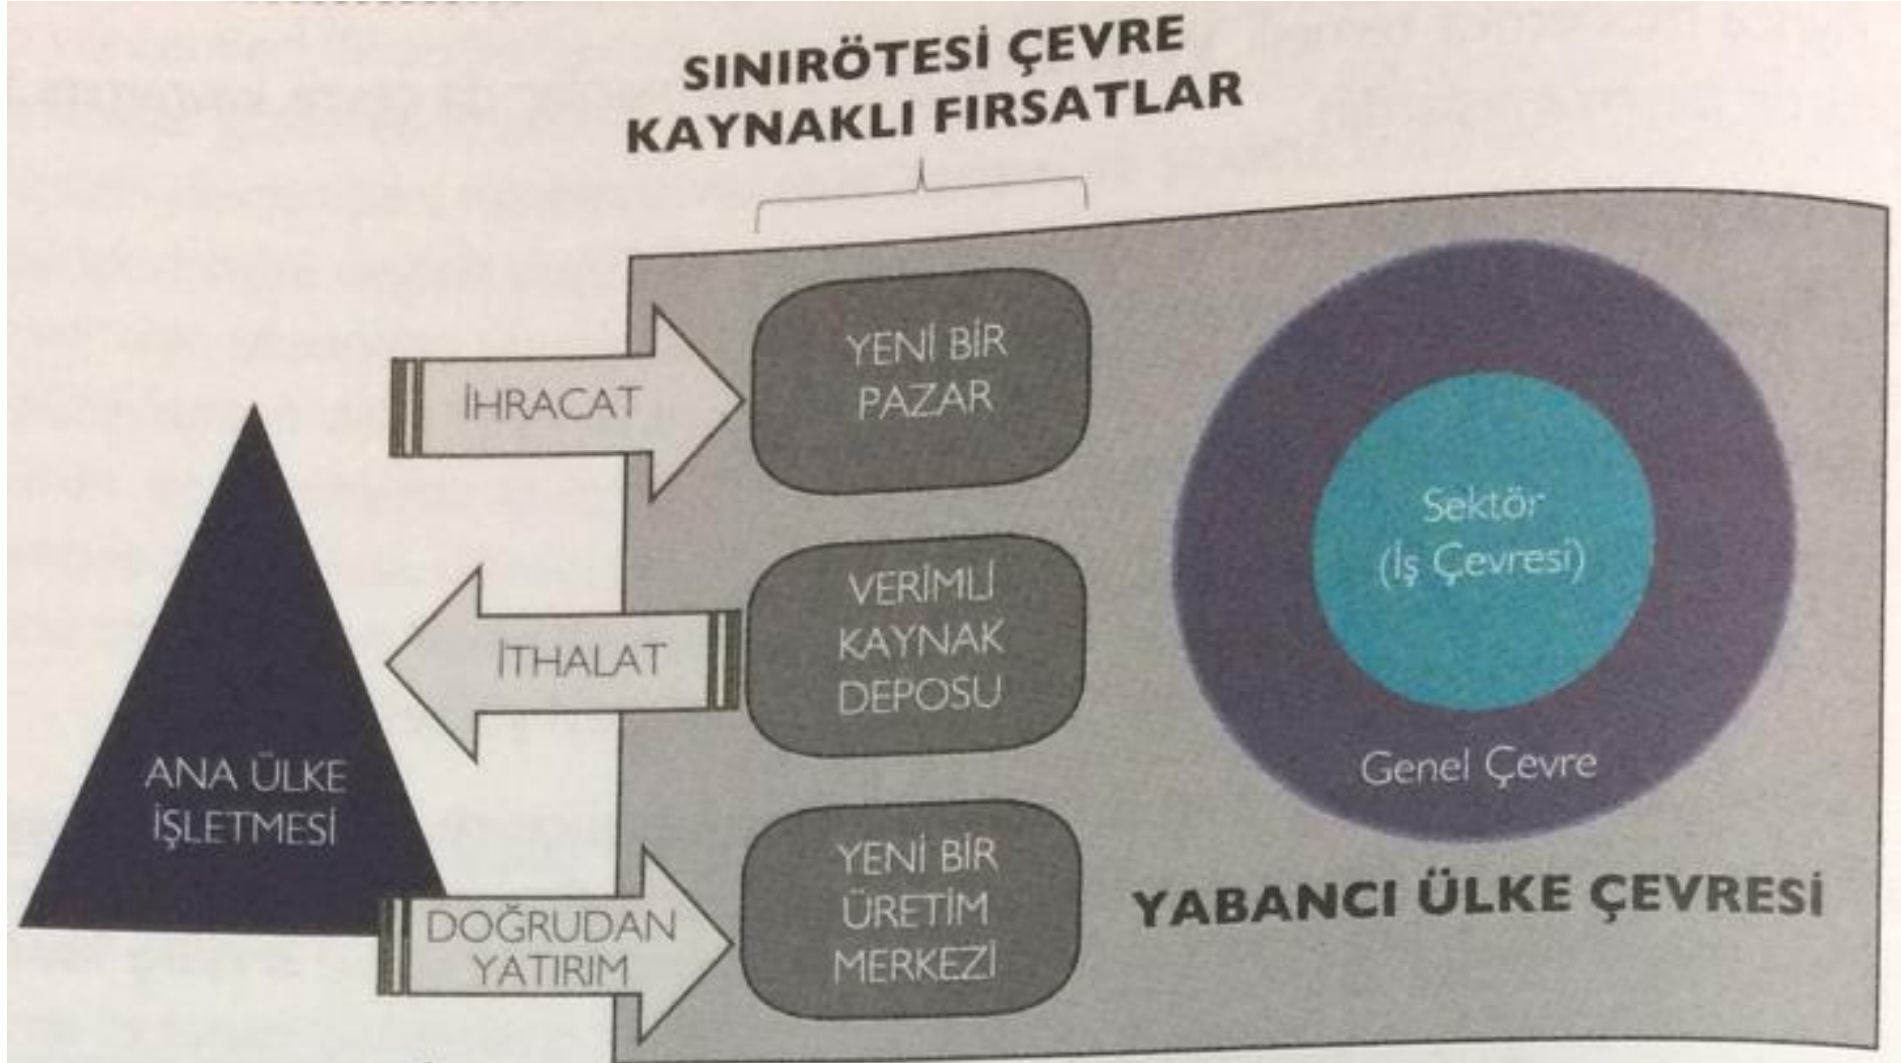 SINIRÖTESİ ÇEVRE
KAYNAKLI FIRSATLAR
İHRACAT
YENİ BİR
PAZAR
İTHALAT
VERİMLİ
KAYNAK
DEPOSU
ANA ÜLKE
İŞLETMESİ
DOĞRUDAN
YATIRIM
YENİ BİR
ÜRETİM
MERKEZİ
Sektör
(İş Çevresi)
Genel Çevre
YABANCI ÜLKE ÇEVRESİ